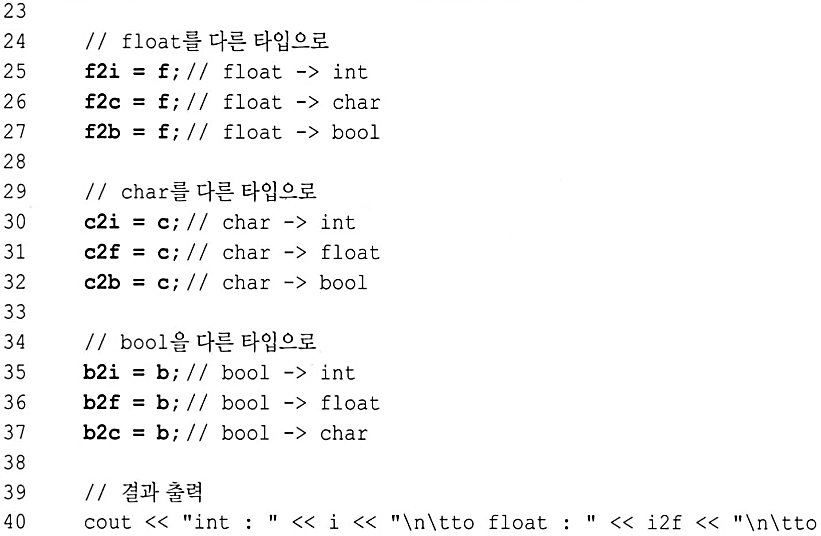 23
24 // float를 다른 타입으로
25 f2i = f;// float -> int
26 f2c = f;// float -> char
27 f2b = f;// float -> bool
28
29 // char를 다른 타입으로
30 c2i = c;// char -> int
31 c2f = c;// char -> float
32 c2b = c;// char -> bool
33
34 // bool을 다른 타입으로
35 b2i = b;// bool -> int
36 b2f = b;// bool -> float
37 b2c = b;// bool -> char
38
39 // 결과 출력
40 cout << "int : " << i << "\n\tto float : " << i2f << "\n\tto